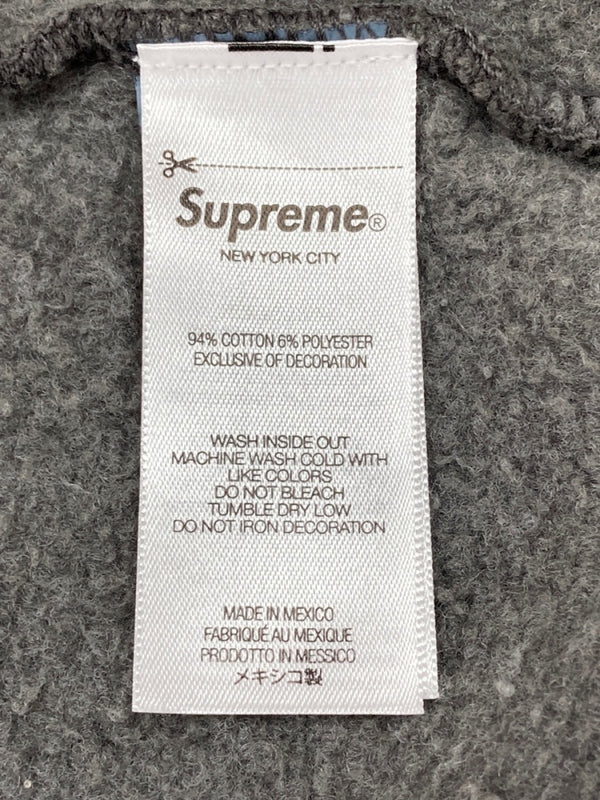 Supreme®
NEW YORK CITY
94% COTTON 6% POLYESTER
EXCLUSIVE OF DECORATION
WASH INSIDE OUT
MACHINE WASH COLD WITH
LIKE COLORS
DO NOT BLEACH
TUMBLE DRY LOW
DO NOT IRON DECORATION
MADE IN MEXICO
FABRIQUÉ AU MEXIQUE
PRODOTTO IN MESSICO
メキシコ製